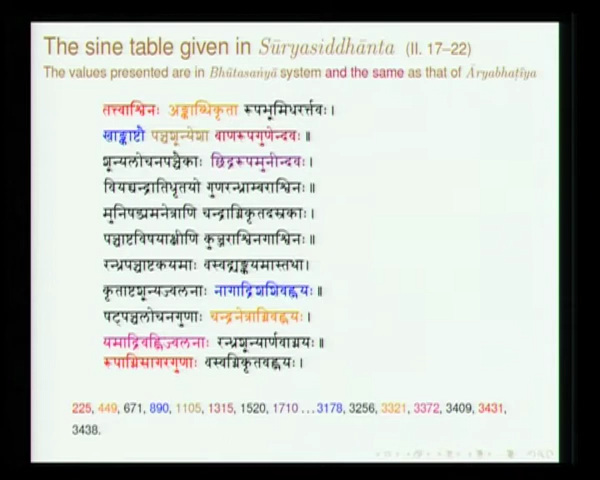 The sine table given in Sūryasiddhānta (II. 17–22)
The values presented are in Bhūtasaṅyā system and the same as that of Āryabhaṭīya
तत्त्वाश्विनः अङ्काब्धिकृता रूपभूमिधरर्त्तवः।
खाङ्काष्टौ पञ्चशून्येशा वाणरूपगुणेन्दवः॥
शून्यलोचनपञ्चैकाः छिद्ररूपमुनीन्दवः।
वियच्चन्द्रातिधृतयो गुणरन्ध्राम्बराश्विनः॥
मुनिषड्यमनेत्राणि चन्द्राग्निकृतदस्रकाः।
पञ्चाष्टविषयाक्षीणि कुञ्जराश्विनगाश्विनः॥
रन्ध्रपञ्चाष्टकयमाः वस्वद्र्यङ्कयमास्तथा।
कृताष्टशून्यज्वलनाः नागाद्रिशशिवह्नयः॥
षट्पञ्चलोचनगुणाः चन्द्रनेत्राग्निवह्नयः।
यमाद्रिवह्निज्वलनाः रन्ध्रशून्यार्णवाग्नयः॥
रूपाग्निसागरगुणाः वस्वग्निकृतवह्नयः।
225, 449, 671, 890, 1105, 1315, 1520, 1710 ... 3178, 3256, 3321, 3372, 3409, 3431,
3438.